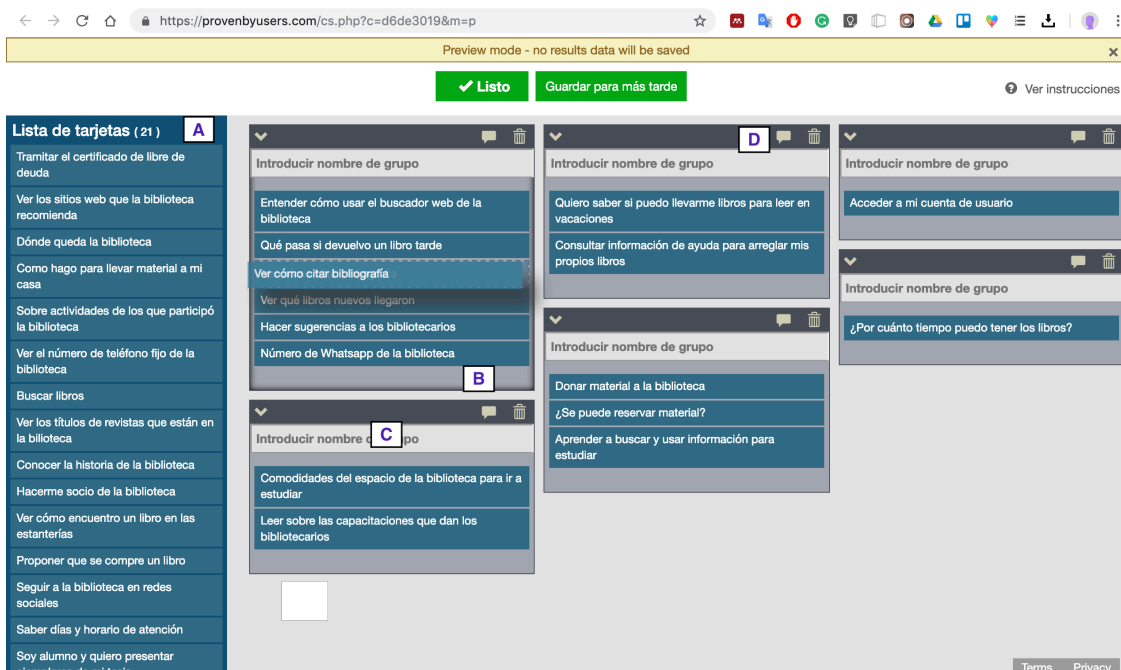 https://provenbyusers.com/cs.php?c=d6de3019&m=p
Preview mode - no results data will be saved
Listo
Guardar para más tarde
Ver instrucciones
Lista de tarjetas ( 21 )
A
Tramitar el certificado de libre de
deuda
Ver los sitios web que la biblioteca
recomienda
Dónde queda la biblioteca
Como hago para llevar material a mi
casa
Sobre actividades de los que participó
la biblioteca
Ver el número de teléfono fijo de la
biblioteca
Buscar libros
Ver los títulos de revistas que están en
la bilioteca
Conocer la historia de la biblioteca
Hacerme socio de la biblioteca
Ver cómo encuentro un libro en las
estanterías
Proponer que se compre un libro
Seguir a la biblioteca en redes
sociales
Saber días y horario de atención
Soy alumno y quiero presentar
Introducir nombre de grupo
Entender cómo usar el buscador web de la
biblioteca
Qué pasa si devuelvo un libro tarde
Ver cómo citar bibliografía
Ver qué libros nuevos llegaron
Hacer sugerencias a los bibliotecarios
Número de Whatsapp de la biblioteca
B
Introducir nombre
C
po
Comodidades del espacio de la biblioteca para ir a
estudiar
Leer sobre las capacitaciones que dan los
bibliotecarios
D
Introducir nombre de grupo
Quiero saber si puedo llevarme libros para leer en
vacaciones
Consultar información de ayuda para arreglar mis
propios libros
Introducir nombre de grupo
Donar material a la biblioteca
¿Se puede reservar material?
Aprender a buscar y usar información para
estudiar
Introducir nombre de grupo
Acceder a mi cuenta de usuario
Introducir nombre de grupo
¿Por cuánto tiempo puedo tener los libros?
Terms Privacy